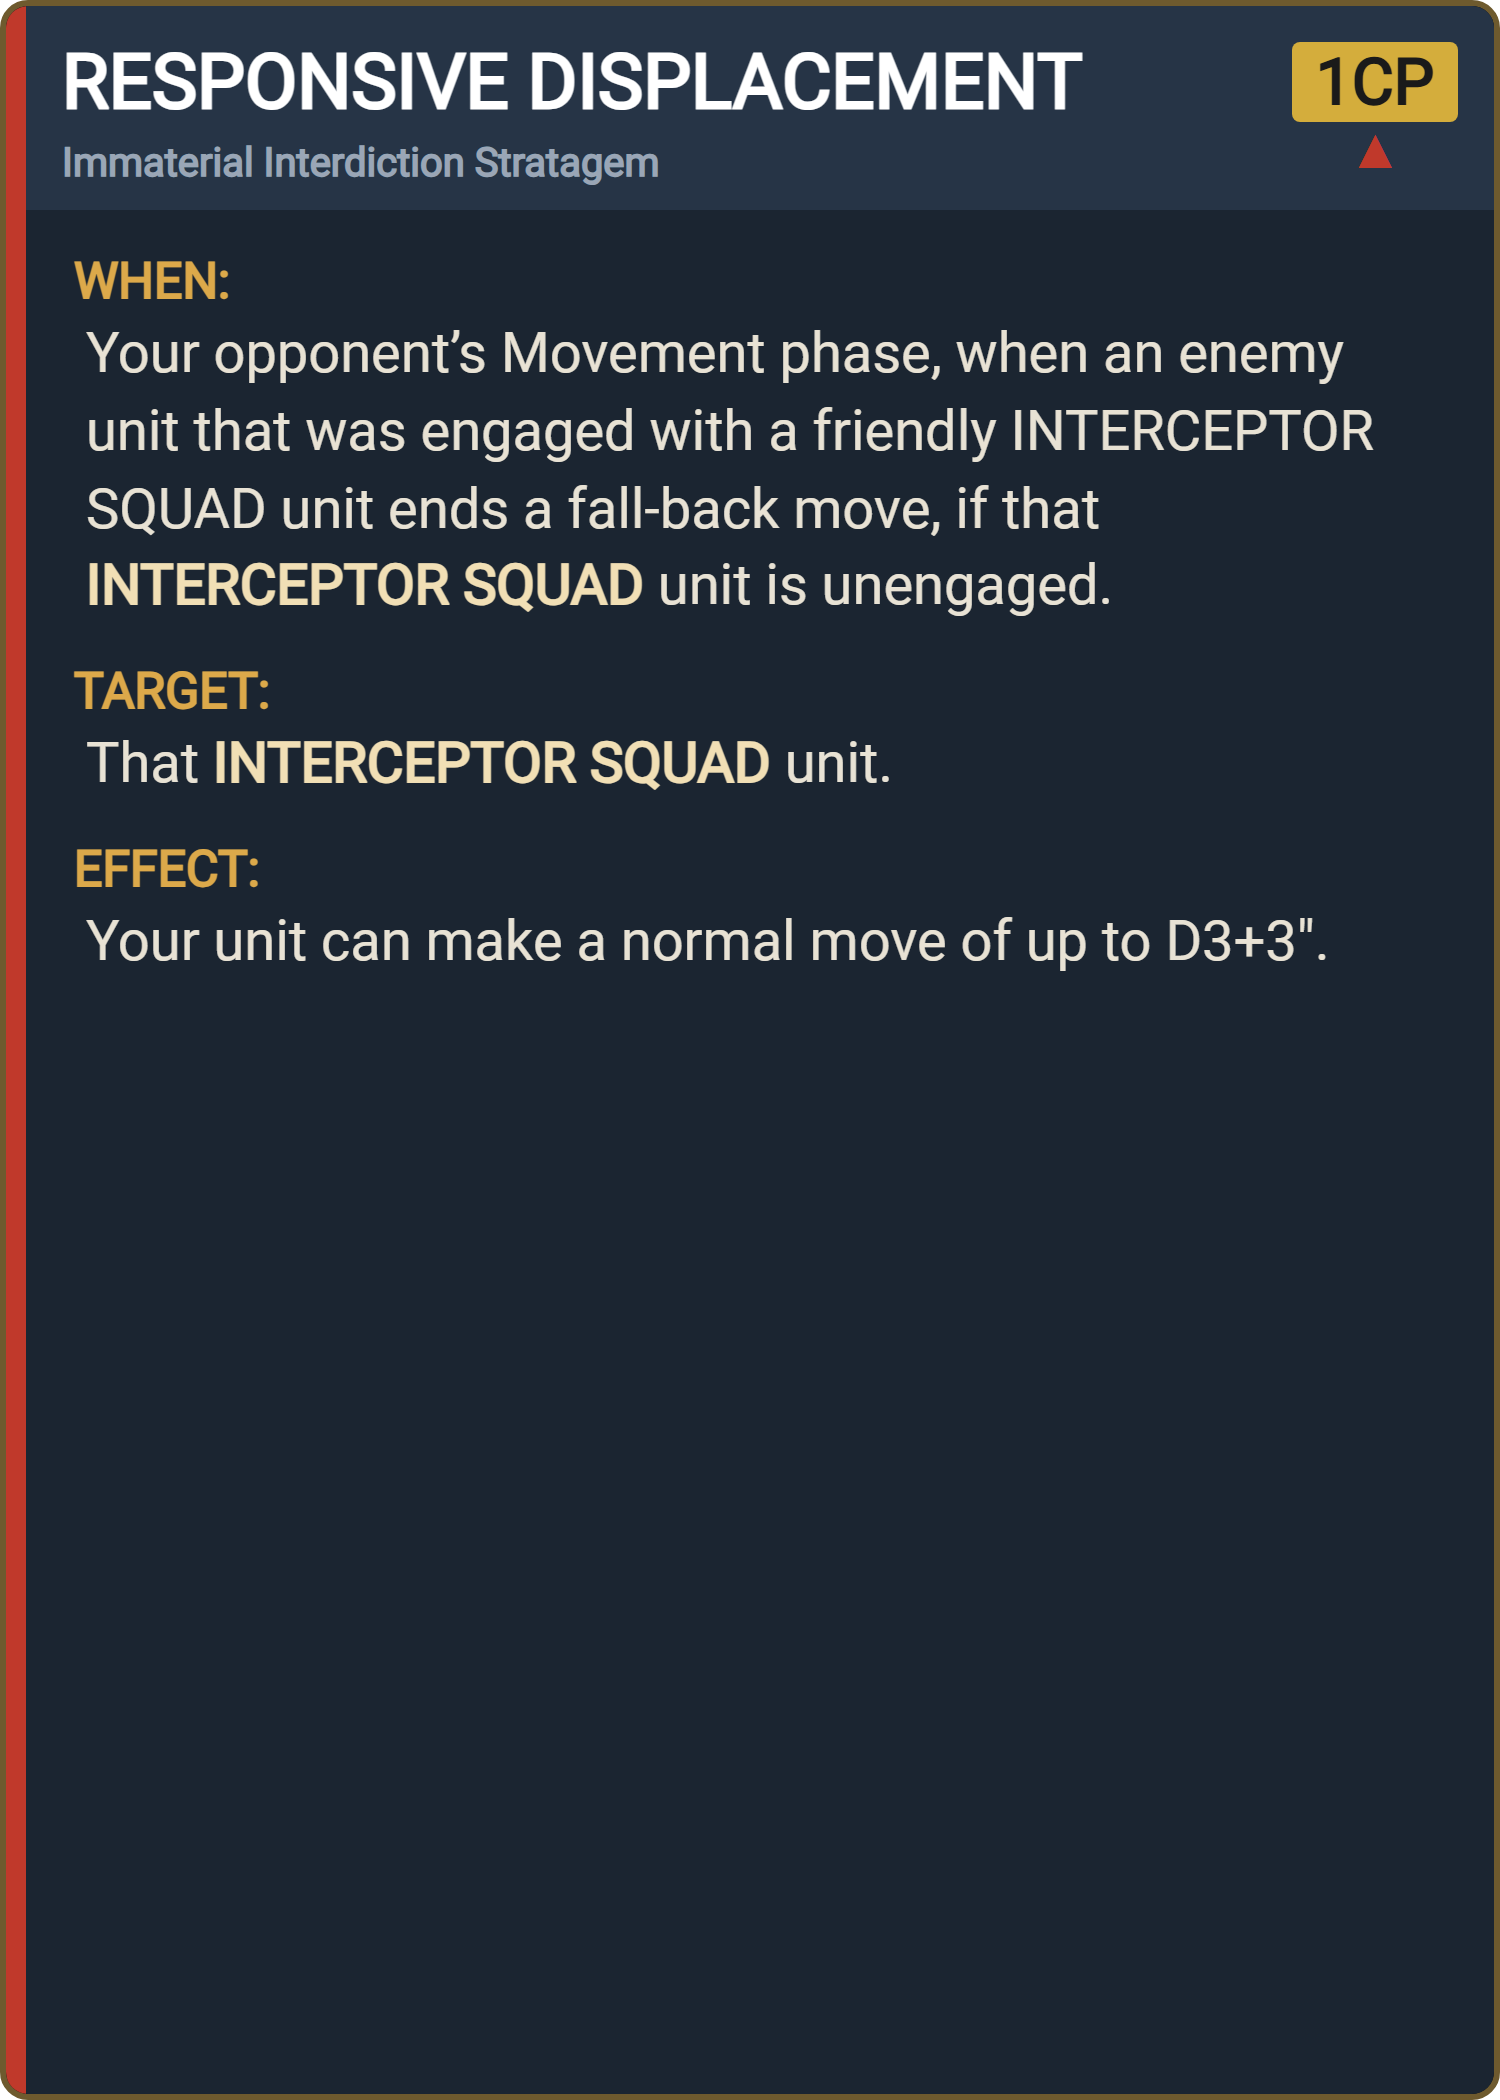 RESPONSIVE DISPLACEMENT
1CP
Immaterial Interdiction Stratagem
WHEN:
Your opponent’s Movement phase, when an enemy
unit that was engaged with a friendly INTERCEPTOR
SQUAD unit ends a fall-back move, if that
INTERCEPTOR SQUAD unit is unengaged.
TARGET:
That INTERCEPTOR SQUAD unit.
EFFECT:
Your unit can make a normal move of up to D3+3".